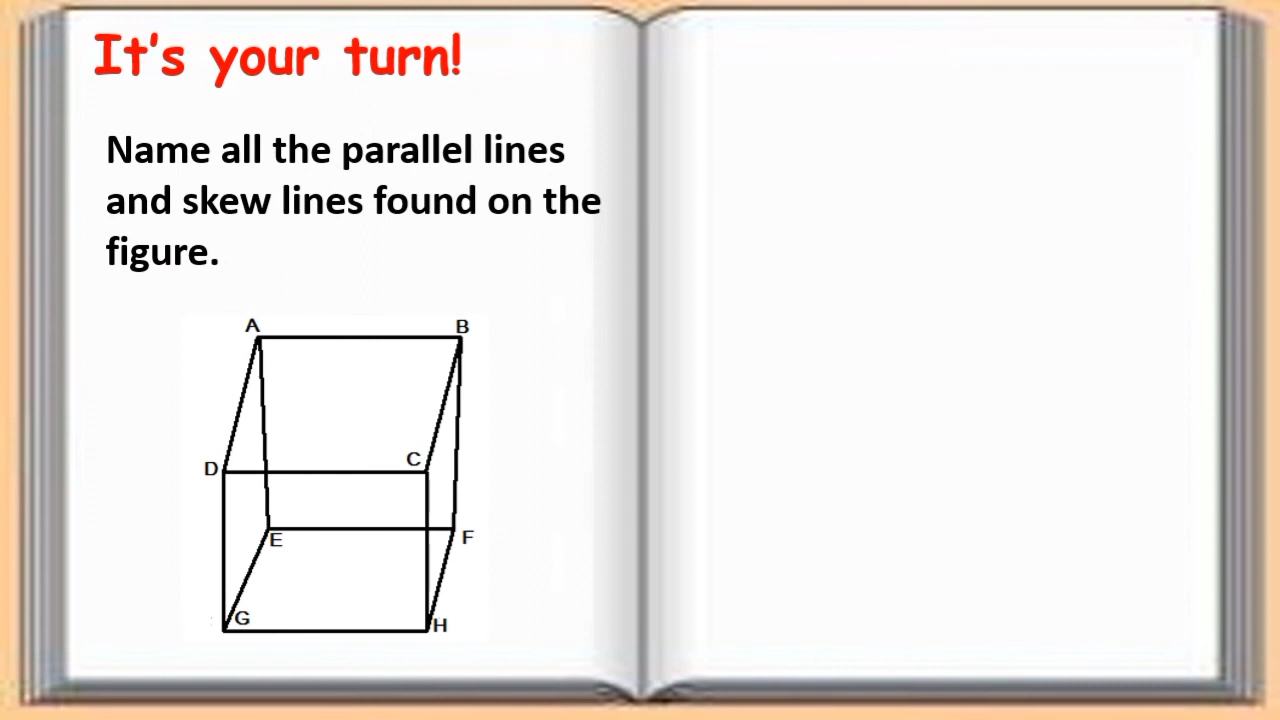 It's your turn!
Name all the parallel lines
and skew lines found on the
figure.
A B
D C
E F
G H